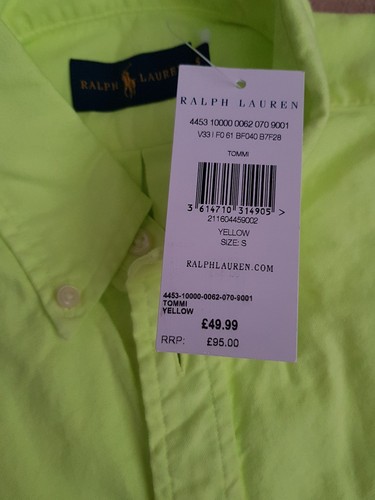 RALPH LAUREN
RALPH LAUREN
4453 10000 0062 070 9001
V33 I F0 61 BF040 B7F28
TOMMI
3 614710 314905 >
211604459002
YELLOW
SIZE: S
RALPHLAUREN.COM
4453-10000-0062-070-9001
TOMMI
YELLOW
£49.99
RRP: £95.00